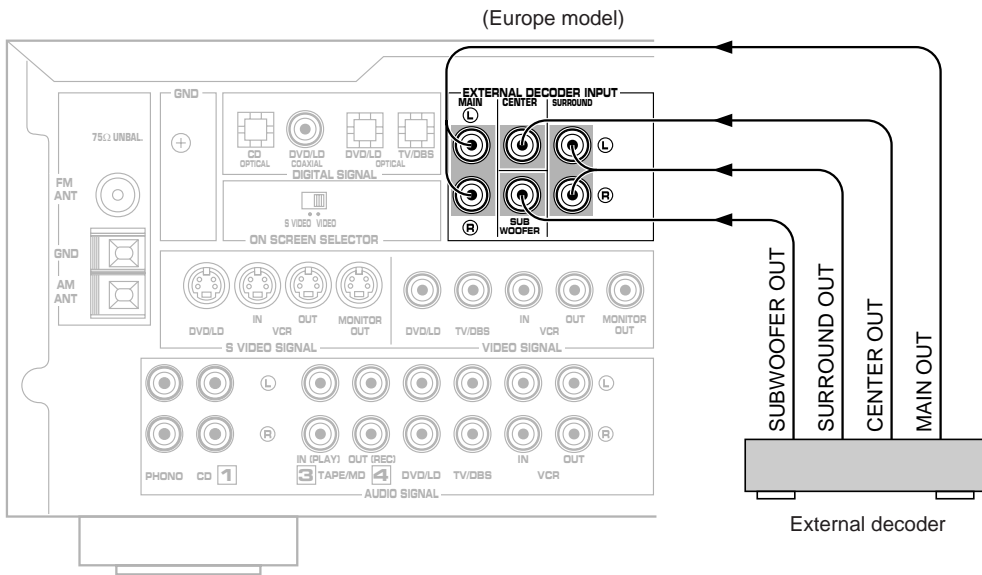 (Europe model)
GND
EXTERNAL DECODER INPUT
MAIN CENTER SURROUND
L
75Ω UNBAL.
CD DVD/LD DVD/LD TV/DBS
OPTICAL COAXIAL OPTICAL
DIGITAL SIGNAL
L
FM
ANT
R
S VIDEO VIDEO
ON SCREEN SELECTOR
R
SUB
WOOFER
GND
AM
ANT
DVD/LD IN OUT MONITOR
VCR OUT
S VIDEO SIGNAL
DVD/LD TV/DBS IN OUT MONITOR
VCR OUT
VIDEO SIGNAL
L L
R R
PHONO CD 1
IN (PLAY) OUT (REC)
3 TAPE/MD 4 DVD/LD TV/DBS
IN OUT
VCR
AUDIO SIGNAL
SUBWOOFER OUT
SURROUND OUT
CENTER OUT
MAIN OUT
External decoder